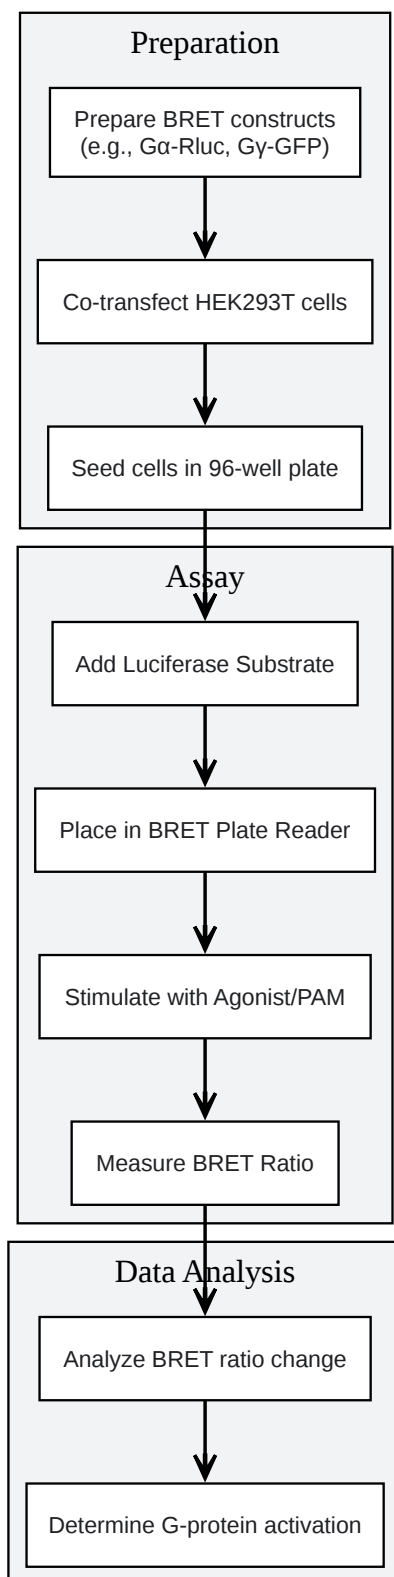 Preparation
Prepare BRET constructs
(e.g., Gα-Rluc, Gγ-GFP)
Co-transfect HEK293T cells
Seed cells in 96-well plate
Assay
Add Luciferase Substrate
Place in BRET Plate Reader
Stimulate with Agonist/PAM
Measure BRET Ratio
Data Analysis
Analyze BRET ratio change
Determine G-protein activation